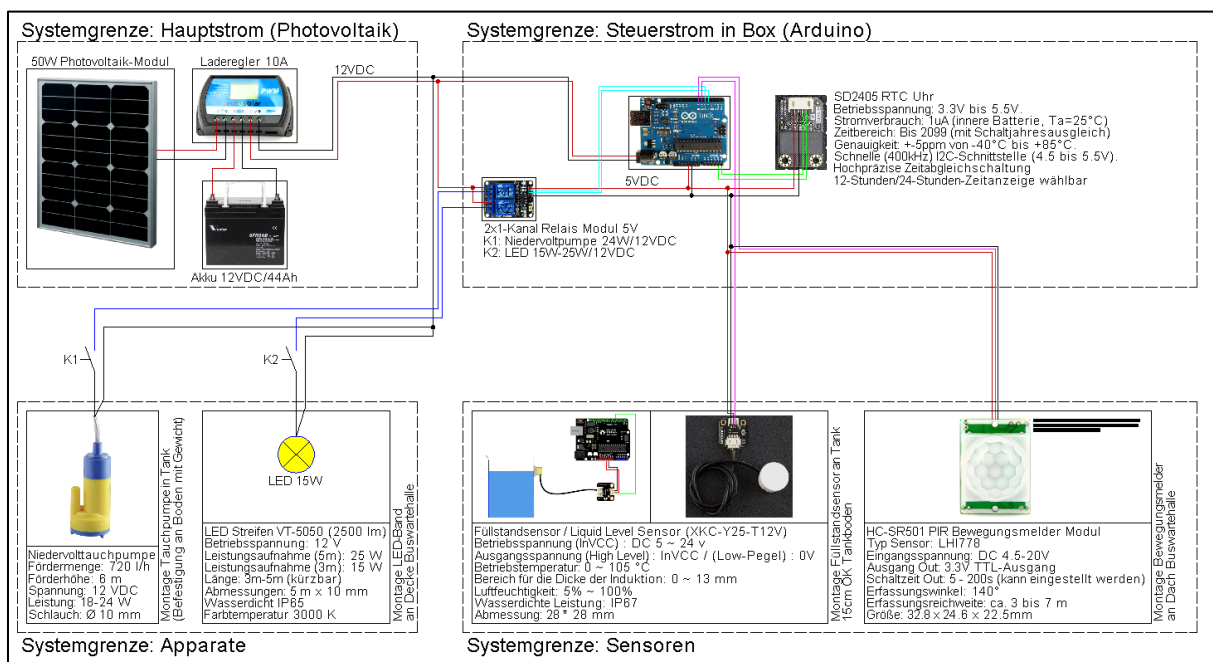 Systemgrenze: Hauptstrom (Photovoltaik)
50W Photovoltaik-Modul
Laderegler 10A
PWM
12VDC
Akku 12VDC/44Ah
Systemgrenze: Steuerstrom in Box (Arduino)
5VDC
2x1-Kanal Relais Modul 5V
K1: Niedervoltpumpe 24W/12VDC
K2: LED 15W-25W/12VDC
SD2405 RTC Uhr
Betriebsspannung: 3.3V bis 5.5V.
Stromverbrauch: 1uA (innere Batterie, Ta=25°C)
Zeitbereich: Bis 2099 (mit Schaltjahresausgleich)
Genauigkeit: +-5ppm von -40°C bis +85°C.
Schnelle (400kHz) I2C-Schnittstelle (4.5 bis 5.5V).
Hochpräzise Zeitabgleichschaltung
12-Stunden/24-Stunden-Zeitanzeige wählbar
K1
K2
LED 15W
Niedervolttauchpumpe
Fördermenge: 720 l/h
Förderhöhe: 6 m
Spannung: 12 VDC
Leistung: 18-24 W
Schlauch: Ø 10 mm
Montage Tauchpumpe in Tank
(Befestigung an Boden mit Gewicht)
LED Streifen VT-5050 (2500 lm)
Betriebsspannung: 12 V
Leistungsaufnahme (5m): 25 W
Leistungsaufnahme (3m): 15 W
Länge: 3m-5m (kürzbar)
Abmessungen: 5 m x 10 mm
Wasserdicht IP65
Farbtemperatur 3000 K
Montage LED-Band
an Decke Buswartehalle
Systemgrenze: Apparate
Füllstandsensor / Liquid Level Sensor (XKC-Y25-T12V)
Betriebsspannung (InVCC) : DC 5 ~ 24 v
Ausgangsspannung (High Level) : InVCC / (Low-Pegel) : 0V
Betriebstemperatur: 0 ~ 105 °C
Bereich für die Dicke der Induktion: 0 ~ 13 mm
Luftfeuchtigkeit: 5% ~ 100%
Wasserdichte Leistung: IP67
Abmessung: 28 * 28 mm
Montage Füllstandsensor an Tank
15cm OK Tankboden
HC-SR501 PIR Bewegungsmelder Modul
Typ Sensor: LHI778
Eingangsspannung: DC 4.5-20V
Ausgang Out: 3.3V TTL-Ausgang
Schaltzeit Out: 5 - 200s (kann eingestellt werden)
Erfassungswinkel: 140°
Erfassungsreichweite: ca. 3 bis 7 m
Größe: 32.8 x 24.6 x 22.5mm
Montage Bewegungsmelder
an Dach Buswartehalle
Systemgrenze: Sensoren